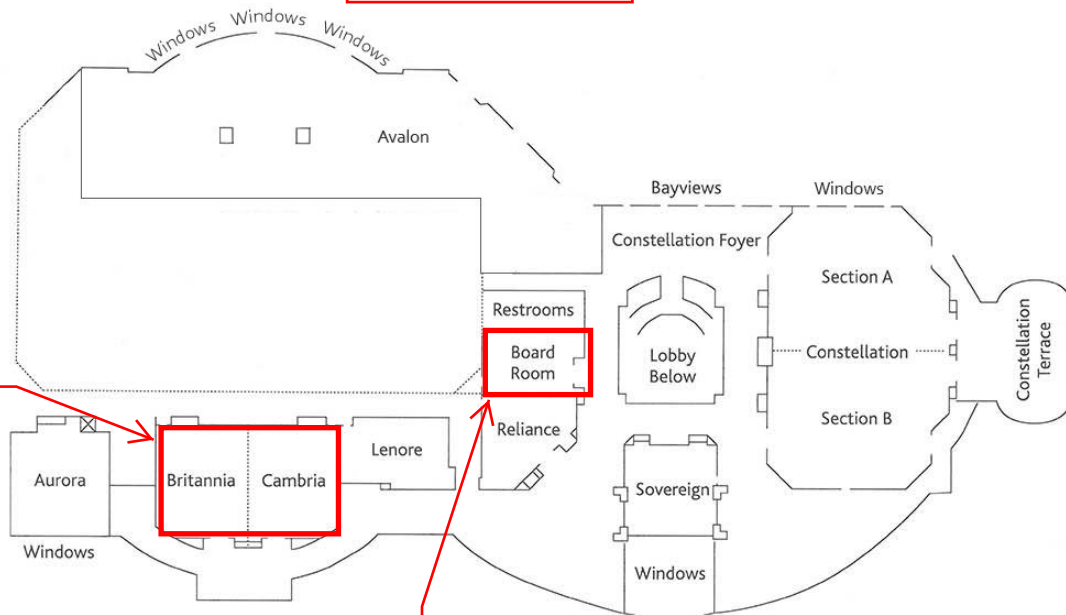 Windows
Windows
Windows
Avalon
Bayviews
Windows
Constellation Foyer
Section A
Restrooms
Board
Room
Lobby
Below
Constellation
Constellation
Terrace
Section B
Reliance
Lenore
Aurora
Britannia
Cambria
Sovereign
Windows
Windows